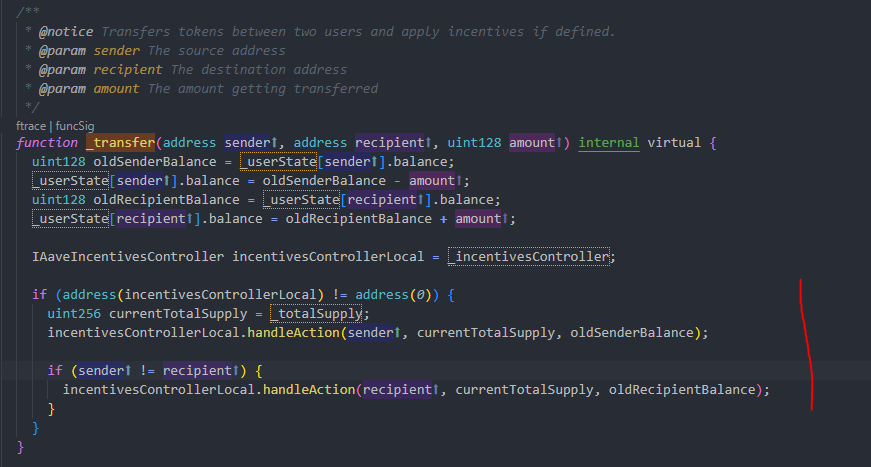 /**
* @notice Transfers tokens between two users and apply incentives if defined.
* @param sender The source address
* @param recipient The destination address
* @param amount The amount getting transferred
*/
ftrace | funcSig
function _transfer(address sender↑, address recipient↑, uint128 amount↑) internal virtual {
uint128 oldSenderBalance = _userState[sender↑].balance;
_userState[sender↑].balance = oldSenderBalance - amount↑;
uint128 oldRecipientBalance = _userState[recipient↑].balance;
_userState[recipient↑].balance = oldRecipientBalance + amount↑;
IAaveIncentivesController incentivesControllerLocal = _incentivesController;
if (address(incentivesControllerLocal) != address(0)) {
uint256 currentTotalSupply = _totalSupply;
incentivesControllerLocal.handleAction(sender↑, currentTotalSupply, oldSenderBalance);
if (sender↑ != recipient↑) {
incentivesControllerLocal.handleAction(recipient↑, currentTotalSupply, oldRecipientBalance);
}
}
}